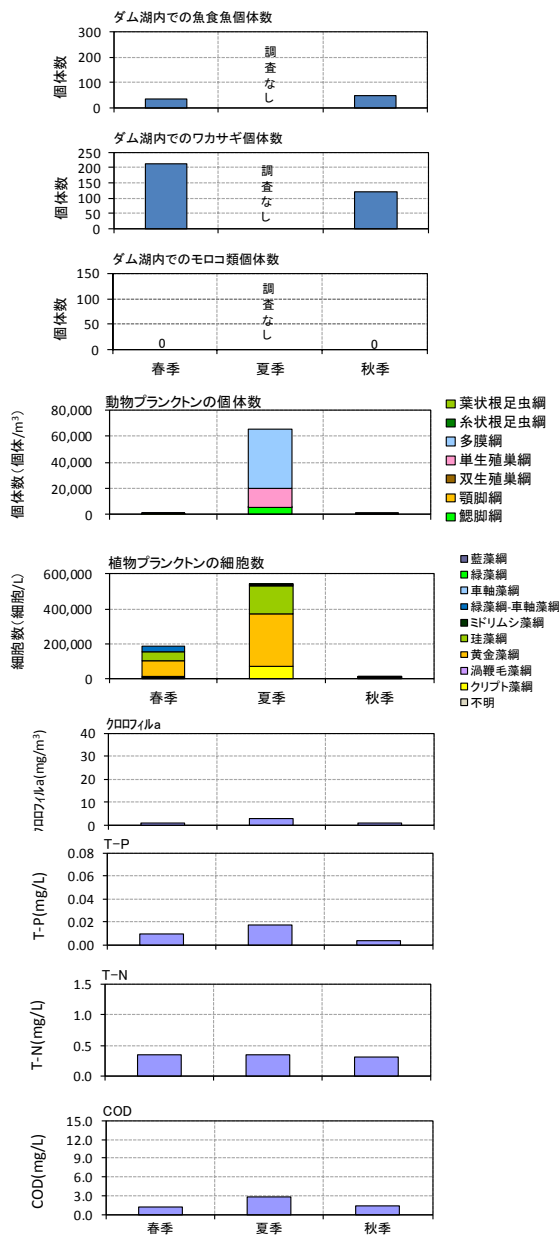 ダム湖内での魚食魚個体数
個体数
300
200
100
0
調査なし
ダム湖内でのワカサギ個体数
個体数
250
200
150
100
50
0
調査なし
ダム湖内でのモロコ類個体数
個体数
150
100
50
0
0
調査なし
0
春季 夏季 秋季
動物プランクトンの個体数
個体数(個体/m³)
80,000
60,000
40,000
20,000
0
葉状根足虫綱
糸状根足虫綱
多膜綱
単生殖巣綱
双生殖巣綱
顎脚綱
鰓脚綱
植物プランクトンの細胞数
細胞数(細胞/L)
600,000
400,000
200,000
0
春季 夏季 秋季
藍藻綱
緑藻綱
車軸藻綱
緑藻綱-車軸藻綱
ミドリムシ藻綱
珪藻綱
黄金藻綱
渦鞭毛藻綱
クリプト藻綱
不明
クロロフィルa
クロロフィルa(mg/m³)
40
30
20
10
0
T-P
T-P(mg/L)
0.08
0.06
0.04
0.02
0.00
T-N
T-N(mg/L)
1.5
1.0
0.5
0.0
COD
COD(mg/L)
15.0
12.0
9.0
6.0
3.0
0.0
春季 夏季 秋季